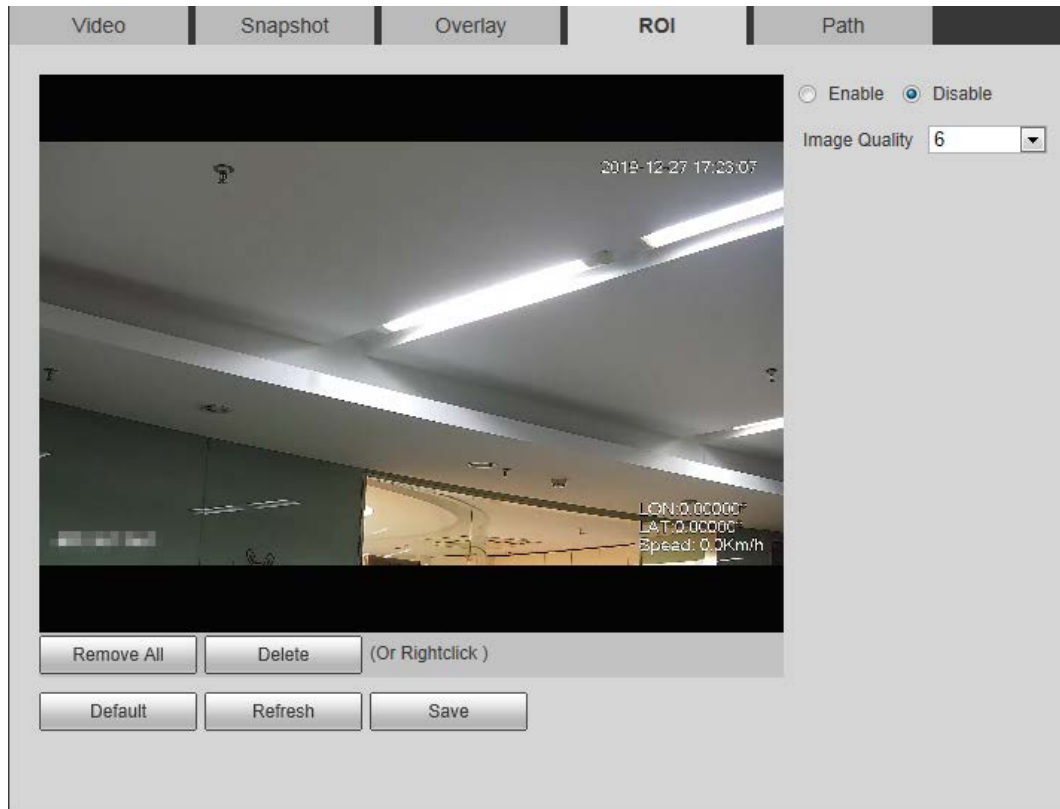 Video Snapshot Overlay ROI Path
Enable Disable
Image Quality 6
2019-12-27 17:23:07
LON:0.00000°
LAT:0.00000°
Speed: 0.0Km/h
Remove All Delete (Or Rightclick )
Default Refresh Save